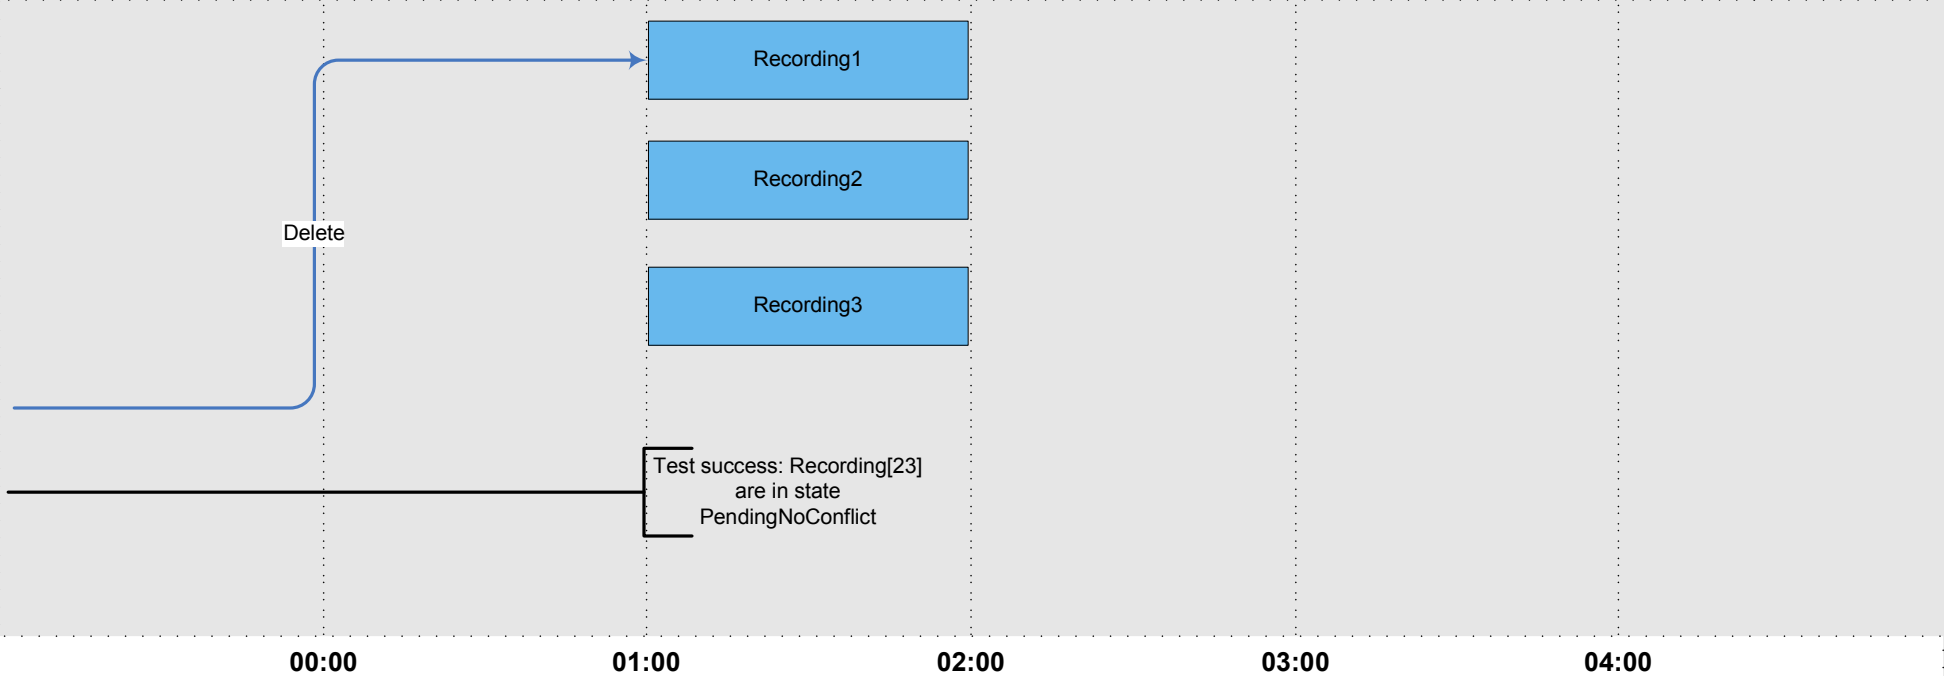 Recording1
Recording2
Delete
Recording3
Test success: Recording[23]
are in state
PendingNoConflict
00:00
01:00
02:00
03:00
04:00